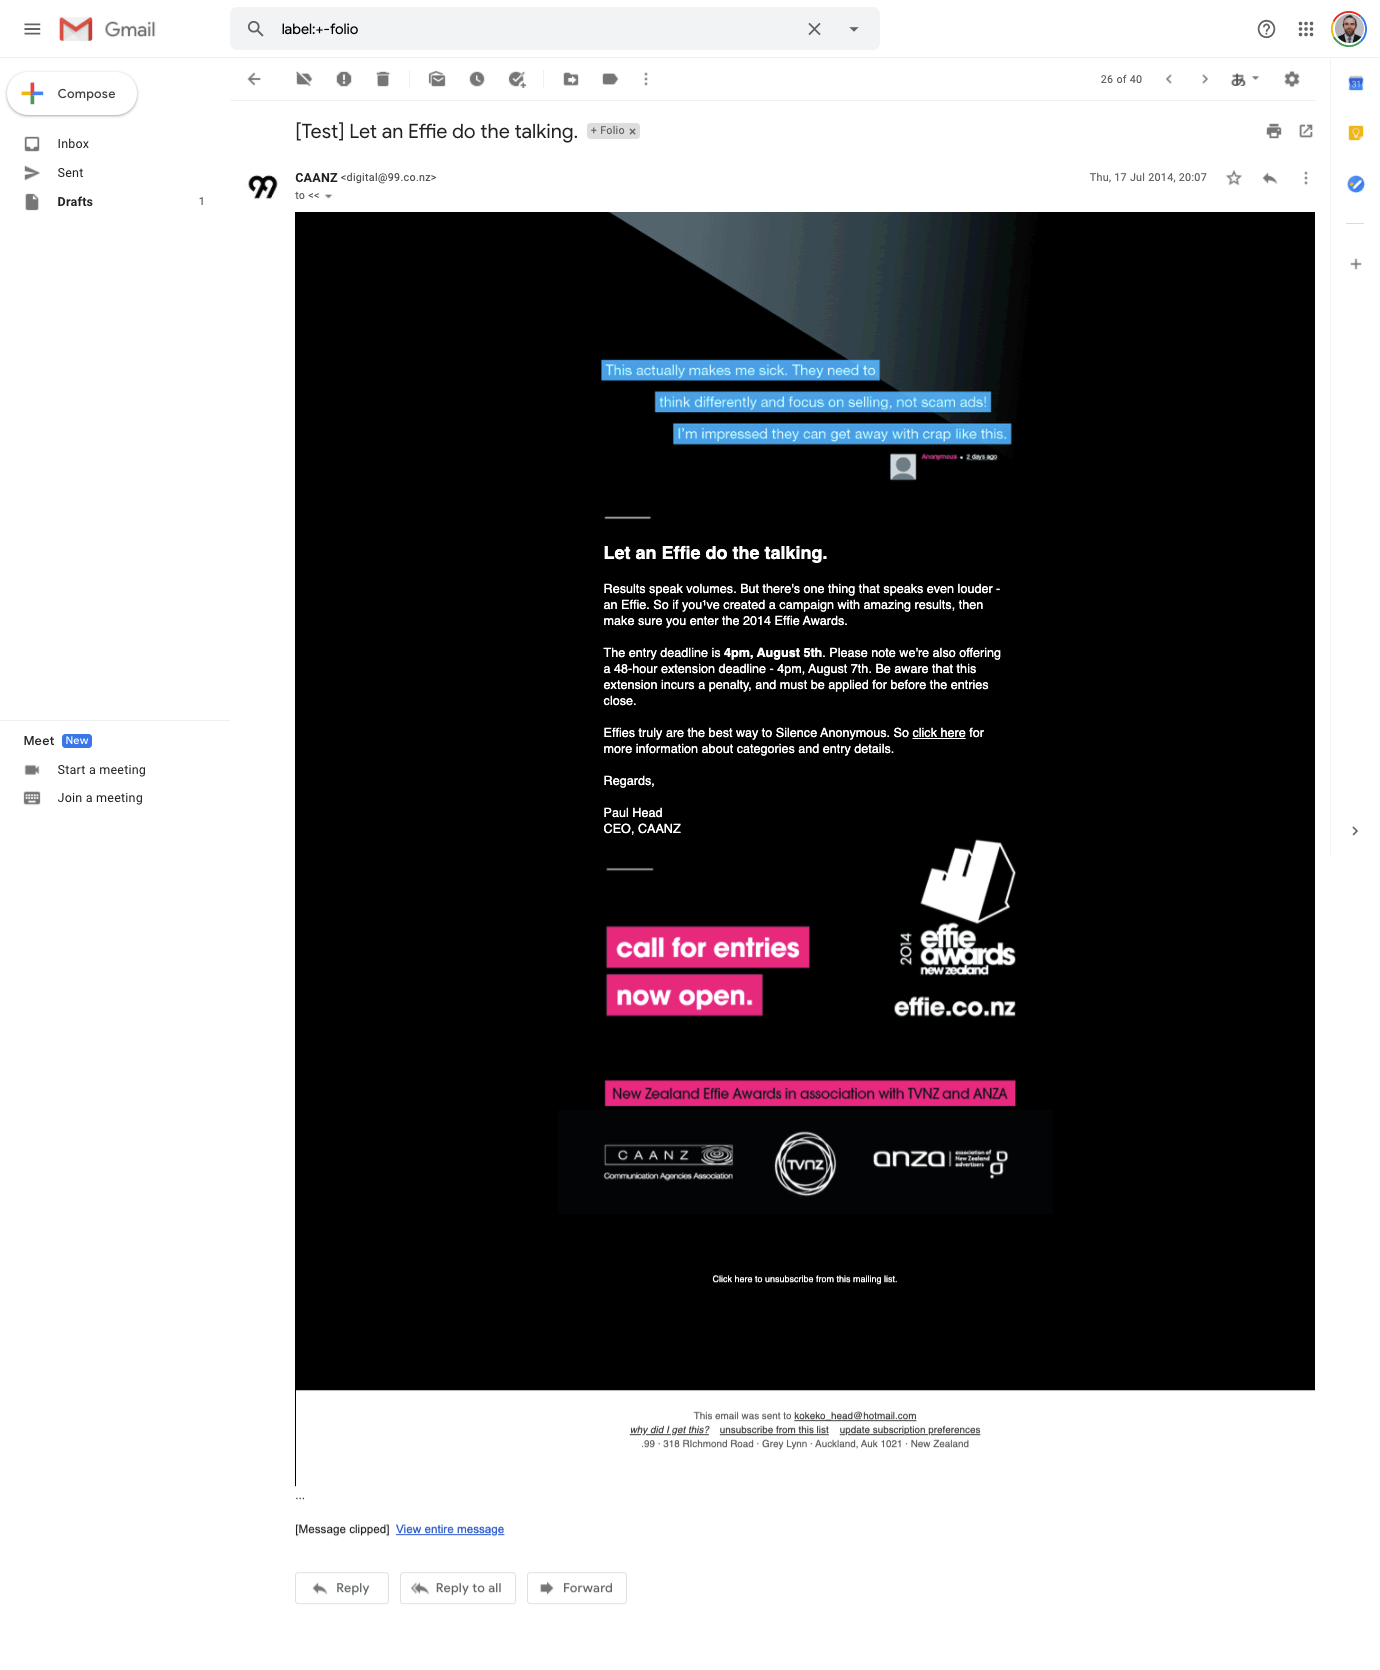 Gmail
label:+-folio
Compose
26 of 40
あ
31
Inbox
Sent
Drafts 1
[Test] Let an Effie do the talking. + Folio x
99
CAANZ <digital@99.co.nz> Thu, 17 Jul 2014, 20:07
to <<
This actually makes me sick. They need to
think differently and focus on selling, not scam ads!
I'm impressed they can get away with crap like this.
Anonymous • 2 days ago
Let an Effie do the talking.
Results speak volumes. But there's one thing that speaks even louder -
an Effie. So if you've created a campaign with amazing results, then
make sure you enter the 2014 Effie Awards.
The entry deadline is 4pm, August 5th. Please note we're also offering
a 48-hour extension deadline - 4pm, August 7th. Be aware that this
extension incurs a penalty, and must be applied for before the entries
close.
Effies truly are the best way to Silence Anonymous. So click here for
more information about categories and entry details.
Regards,
Paul Head
CEO, CAANZ
Meet New
Start a meeting
Join a meeting
call for entries
now open.
2014
effie
awards
new zealand
effie.co.nz
New Zealand Effie Awards in association with TVNZ and ANZA
CAANZ
Communication Agencies Association
TVNZ
anza
association of
New Zealand
advertisers
Click here to unsubscribe from this mailing list.
This email was sent to kokeko_head@hotmail.com
why did I get this? unsubscribe from this list update subscription preferences
.99 · 318 RIchmond Road · Grey Lynn · Auckland, Auk 1021 · New Zealand
...
[Message clipped] View entire message
Reply
Reply to all
Forward